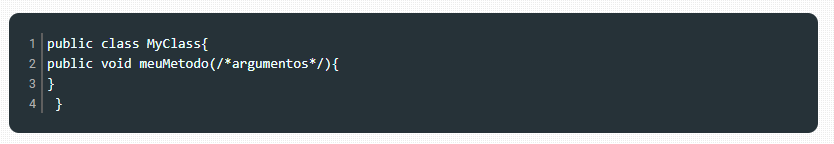 1 public class MyClass{
2 public void meuMetodo(/*argumentos*/){
3 }
4  }